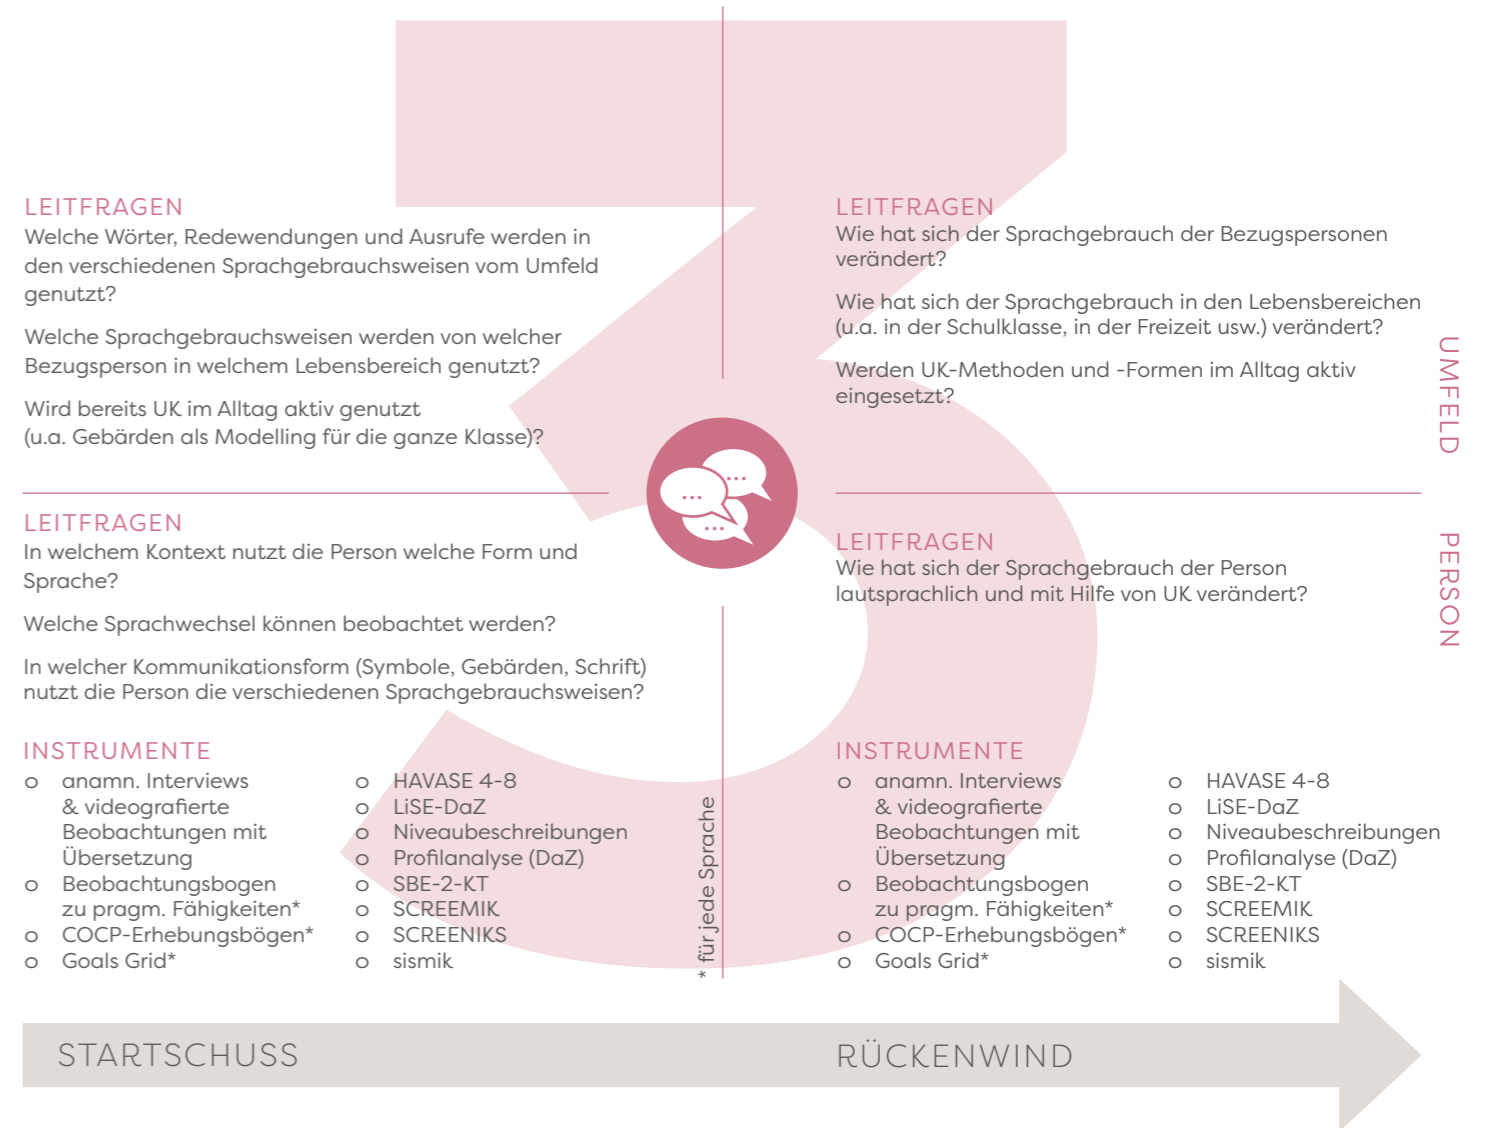 LEITFRAGEN
Welche Wörter, Redewendungen und Ausrufe werden in
den verschiedenen Sprachgebrauchsweisen vom Umfeld
genutzt?
Welche Sprachgebrauchsweisen werden von welcher
Bezugsperson in welchem Lebensbereich genutzt?
Wird bereits UK im Alltag aktiv genutzt
(u.a. Gebärden als Modelling für die ganze Klasse)?
LEITFRAGEN
Wie hat sich der Sprachgebrauch der Bezugspersonen
verändert?
Wie hat sich der Sprachgebrauch in den Lebensbereichen
(u.a. in der Schulklasse, in der Freizeit usw.) verändert?
Werden UK-Methoden und -Formen im Alltag aktiv
eingesetzt?
UMFELD
3
LEITFRAGEN
In welchem Kontext nutzt die Person welche Form und
Sprache?
Welche Sprachwechsel können beobachtet werden?
In welcher Kommunikationsform (Symbole, Gebärden, Schrift)
nutzt die Person die verschiedenen Sprachgebrauchsweisen?
LEITFRAGEN
Wie hat sich der Sprachgebrauch der Person
lautsprachlich und mit Hilfe von UK verändert?
PERSON
INSTRUMENTE
o anamn. Interviews
& videografierte
Beobachtungen mit
Übersetzung
o Beobachtungsbogen
zu pragm. Fähigkeiten*
o COCP-Erhebungsbögen*
o Goals Grid*
o HAVASE 4-8
o LiSE-DaZ
o Niveaubeschreibungen
o Profilanalyse (DaZ)
o SBE-2-KT
o SCREEMIK
o SCREENIKS
o sismik
* für jede Sprache
INSTRUMENTE
o anamn. Interviews
& videografierte
Beobachtungen mit
Übersetzung
o Beobachtungsbogen
zu pragm. Fähigkeiten*
o COCP-Erhebungsbögen*
o Goals Grid*
o HAVASE 4-8
o LiSE-DaZ
o Niveaubeschreibungen
o Profilanalyse (DaZ)
o SBE-2-KT
o SCREEMIK
o SCREENIKS
o sismik
STARTSCHUSS
RÜCKENWIND